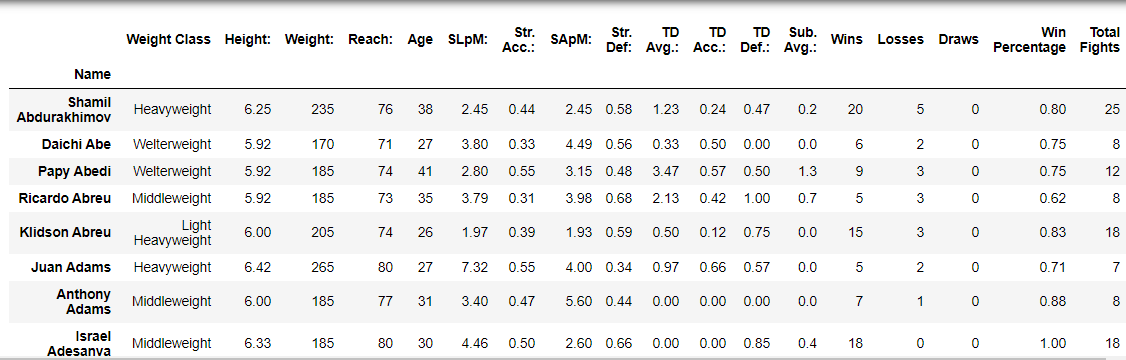 Weight Class Height: Weight: Reach: Age SLpM: Str. Acc.: SApM: Str. Def: TD Avg.: TD Acc.: TD Def.: Sub. Avg.: Wins Losses Draws Win Percentage Total Fights
Name
Shamil Abdurakhimov Heavyweight 6.25 235 76 38 2.45 0.44 2.45 0.58 1.23 0.24 0.47 0.2 20 5 0 0.80 25
Daichi Abe Welterweight 5.92 170 71 27 3.80 0.33 4.49 0.56 0.33 0.50 0.00 0.0 6 2 0 0.75 8
Papy Abedi Welterweight 5.92 185 74 41 2.80 0.55 3.15 0.48 3.47 0.57 0.50 1.3 9 3 0 0.75 12
Ricardo Abreu Middleweight 5.92 185 73 35 3.79 0.31 3.98 0.68 2.13 0.42 1.00 0.7 5 3 0 0.62 8
Klidson Abreu Light Heavyweight 6.00 205 74 26 1.97 0.39 1.93 0.59 0.50 0.12 0.75 0.0 15 3 0 0.83 18
Juan Adams Heavyweight 6.42 265 80 27 7.32 0.55 4.00 0.34 0.97 0.66 0.57 0.0 5 2 0 0.71 7
Anthony Adams Middleweight 6.00 185 77 31 3.40 0.47 5.60 0.44 0.00 0.00 0.00 0.0 7 1 0 0.88 8
Israel Adesanya Middleweight 6.33 185 80 30 4.46 0.50 2.60 0.66 0.00 0.00 0.85 0.4 18 0 0 1.00 18